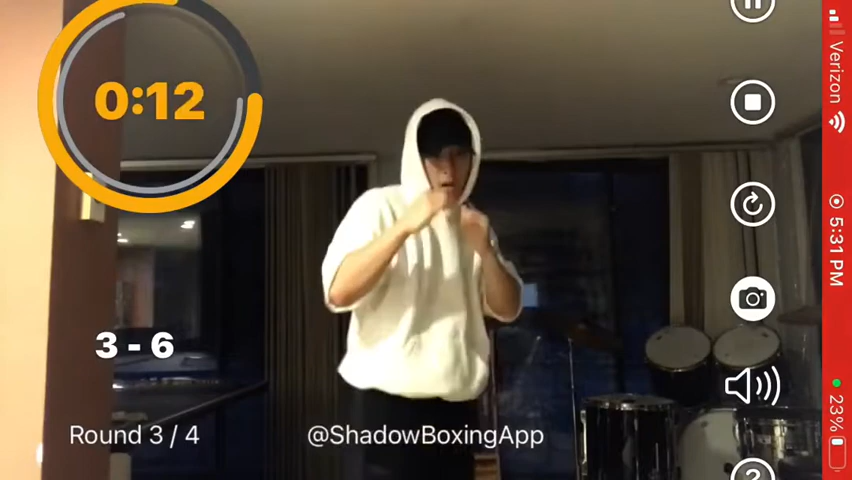 0:12
3 - 6
Round 3 / 4
@ShadowBoxingApp
Verizon
5:31 PM
23%
?